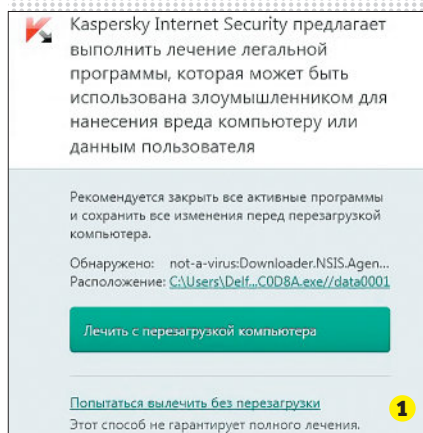 Kaspersky Internet Security предлагает
выполнить лечение легальной
программы, которая может быть
использована злоумышленником для
нанесения вреда компьютеру или
данным пользователя
Рекомендуется закрыть все активные программы
и сохранить все изменения перед перезагрузкой
компьютера.
Обнаружено: not-a-virus:Downloader.NSIS.Agen...
Расположение: C:\Users\Delf...C0D8A.exe//data0001
Лечить с перезагрузкой компьютера
Попытаться вылечить без перезагрузки
Этот способ не гарантирует полного лечения.
1